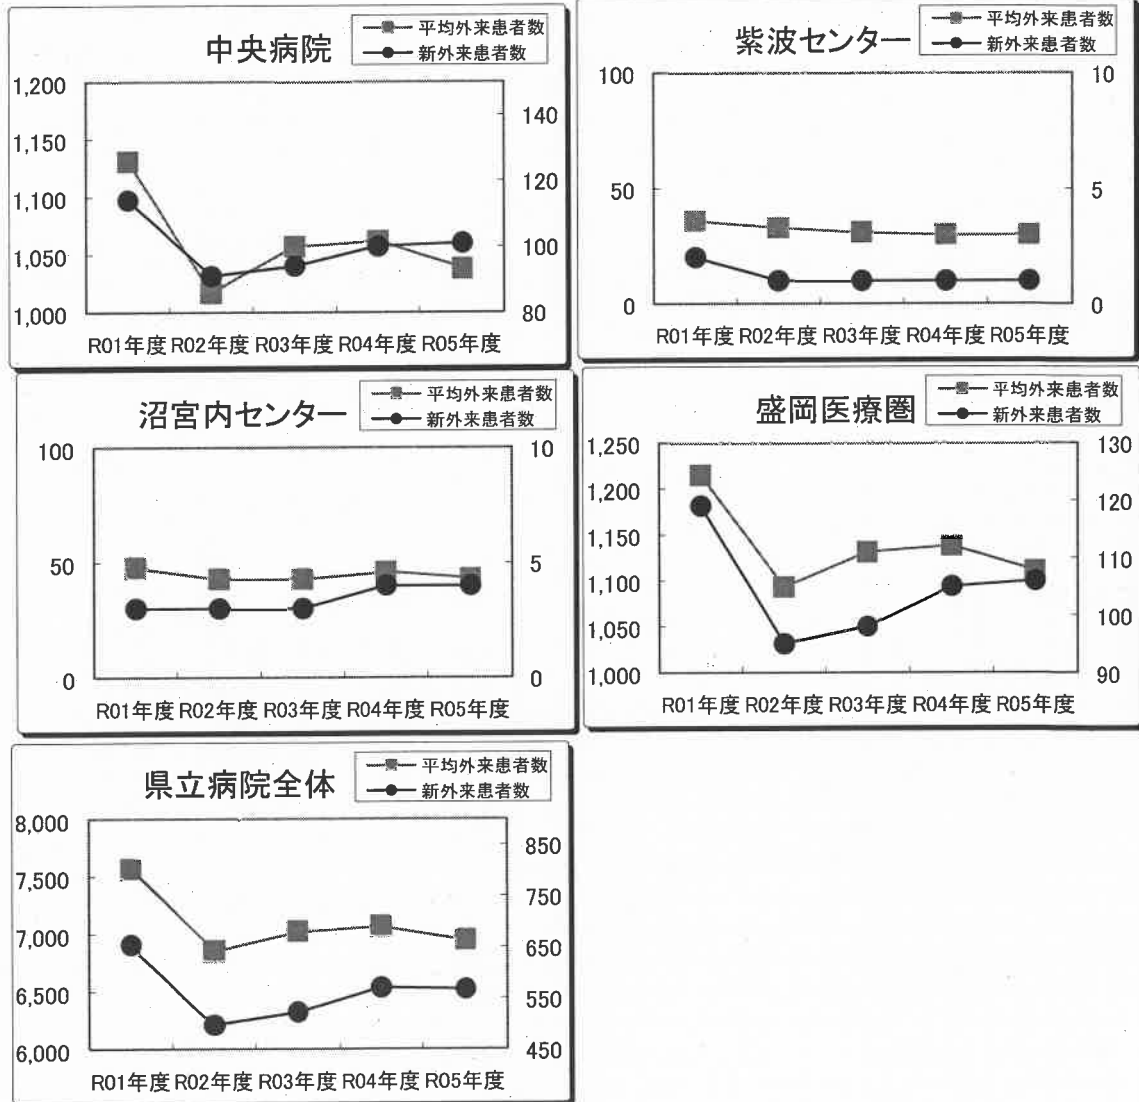 中央病院
平均外来患者数
新外来患者数
1,200
1,150
1,100
1,050
1,000
140
120
100
80
R01年度 R02年度 R03年度 R04年度 R05年度
紫波センター
平均外来患者数
新外来患者数
100
50
0
10
5
0
R01年度 R02年度 R03年度 R04年度 R05年度
沼宮内センター
平均外来患者数
新外来患者数
100
50
0
10
5
0
R01年度 R02年度 R03年度 R04年度 R05年度
盛岡医療圏
平均外来患者数
新外来患者数
1,250
1,200
1,150
1,100
1,050
1,000
130
120
110
100
90
R01年度 R02年度 R03年度 R04年度 R05年度
県立病院全体
平均外来患者数
新外来患者数
8,000
7,500
7,000
6,500
6,000
850
750
650
550
450
R01年度 R02年度 R03年度 R04年度 R05年度